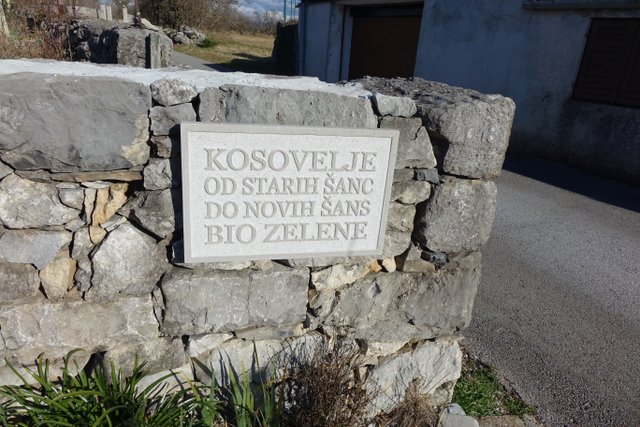 KOSOVELJE
OD STARIH ŠANC
DO NOVIH ŠANS
BIO ZELENE